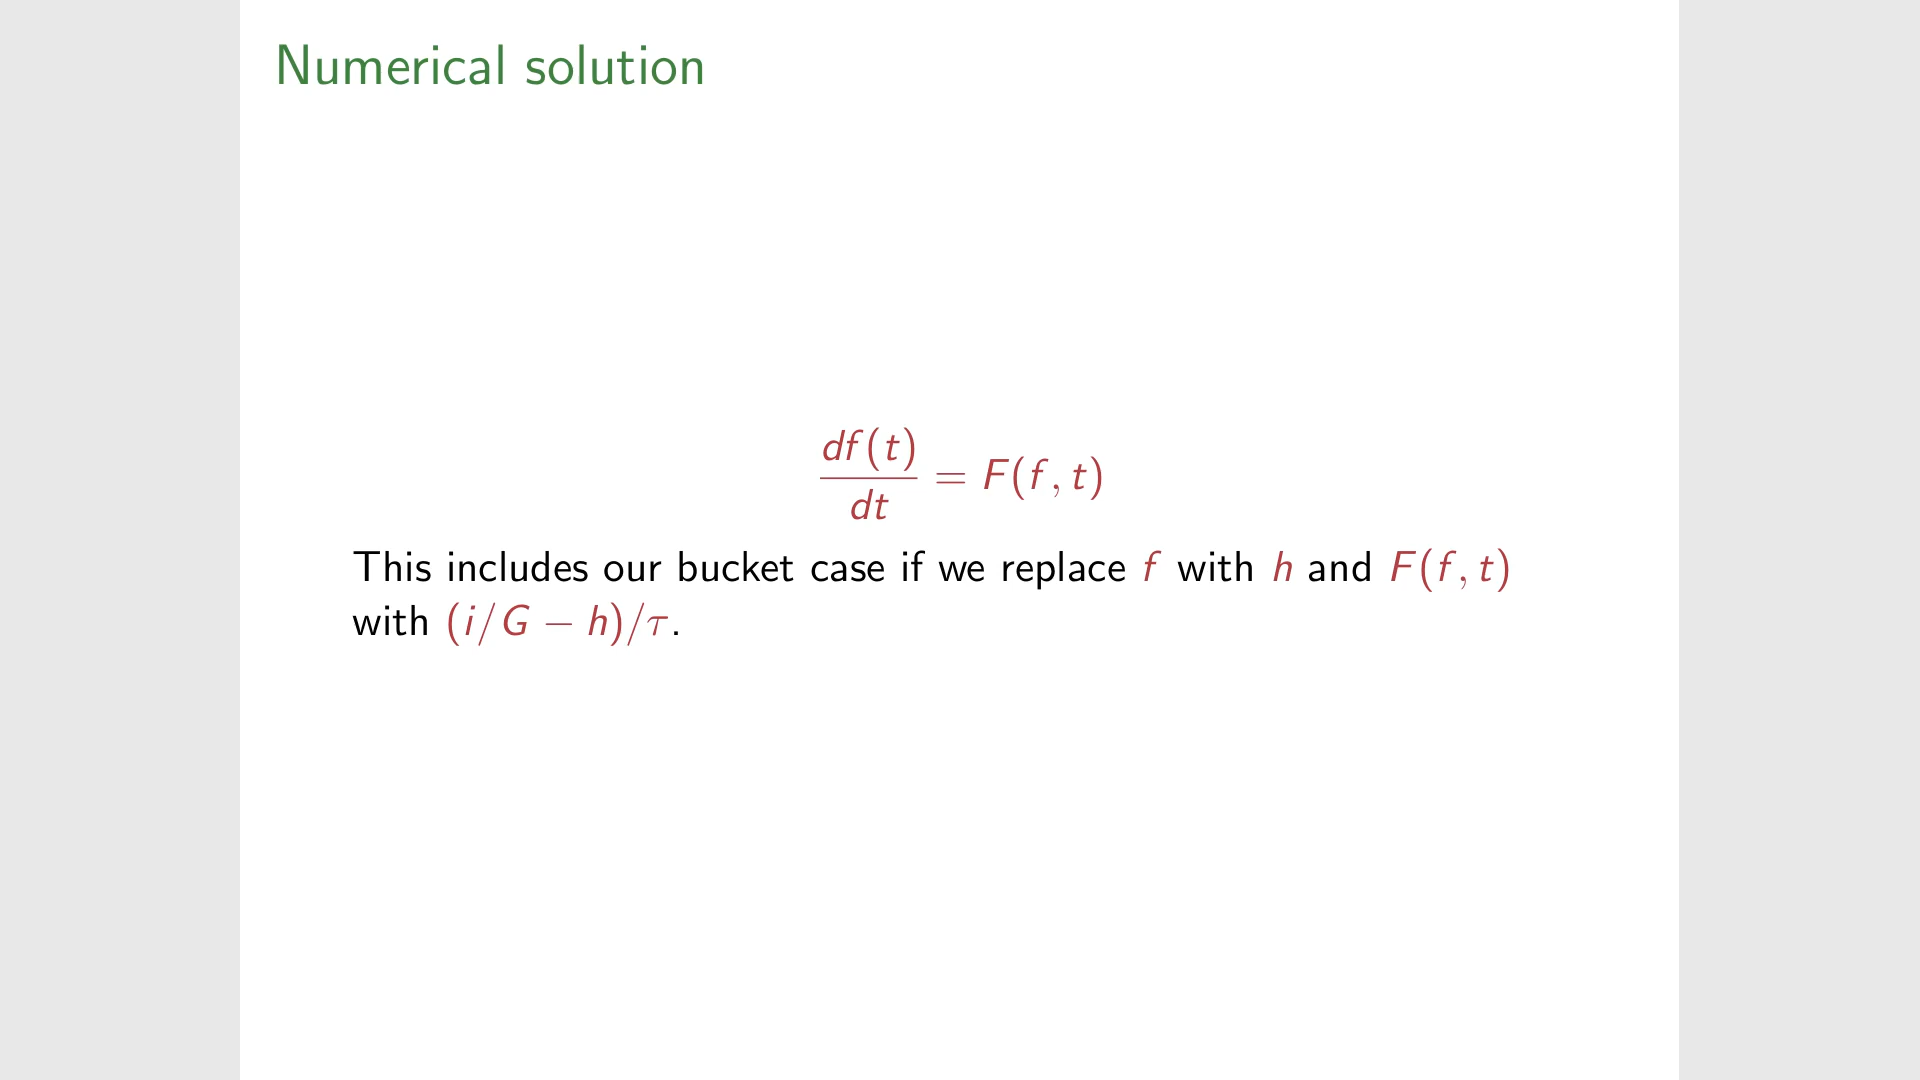 Numerical solution
df(t)/dt = F(f, t)
This includes our bucket case if we replace f with h and F(f, t)
with (i/G − h)/τ.